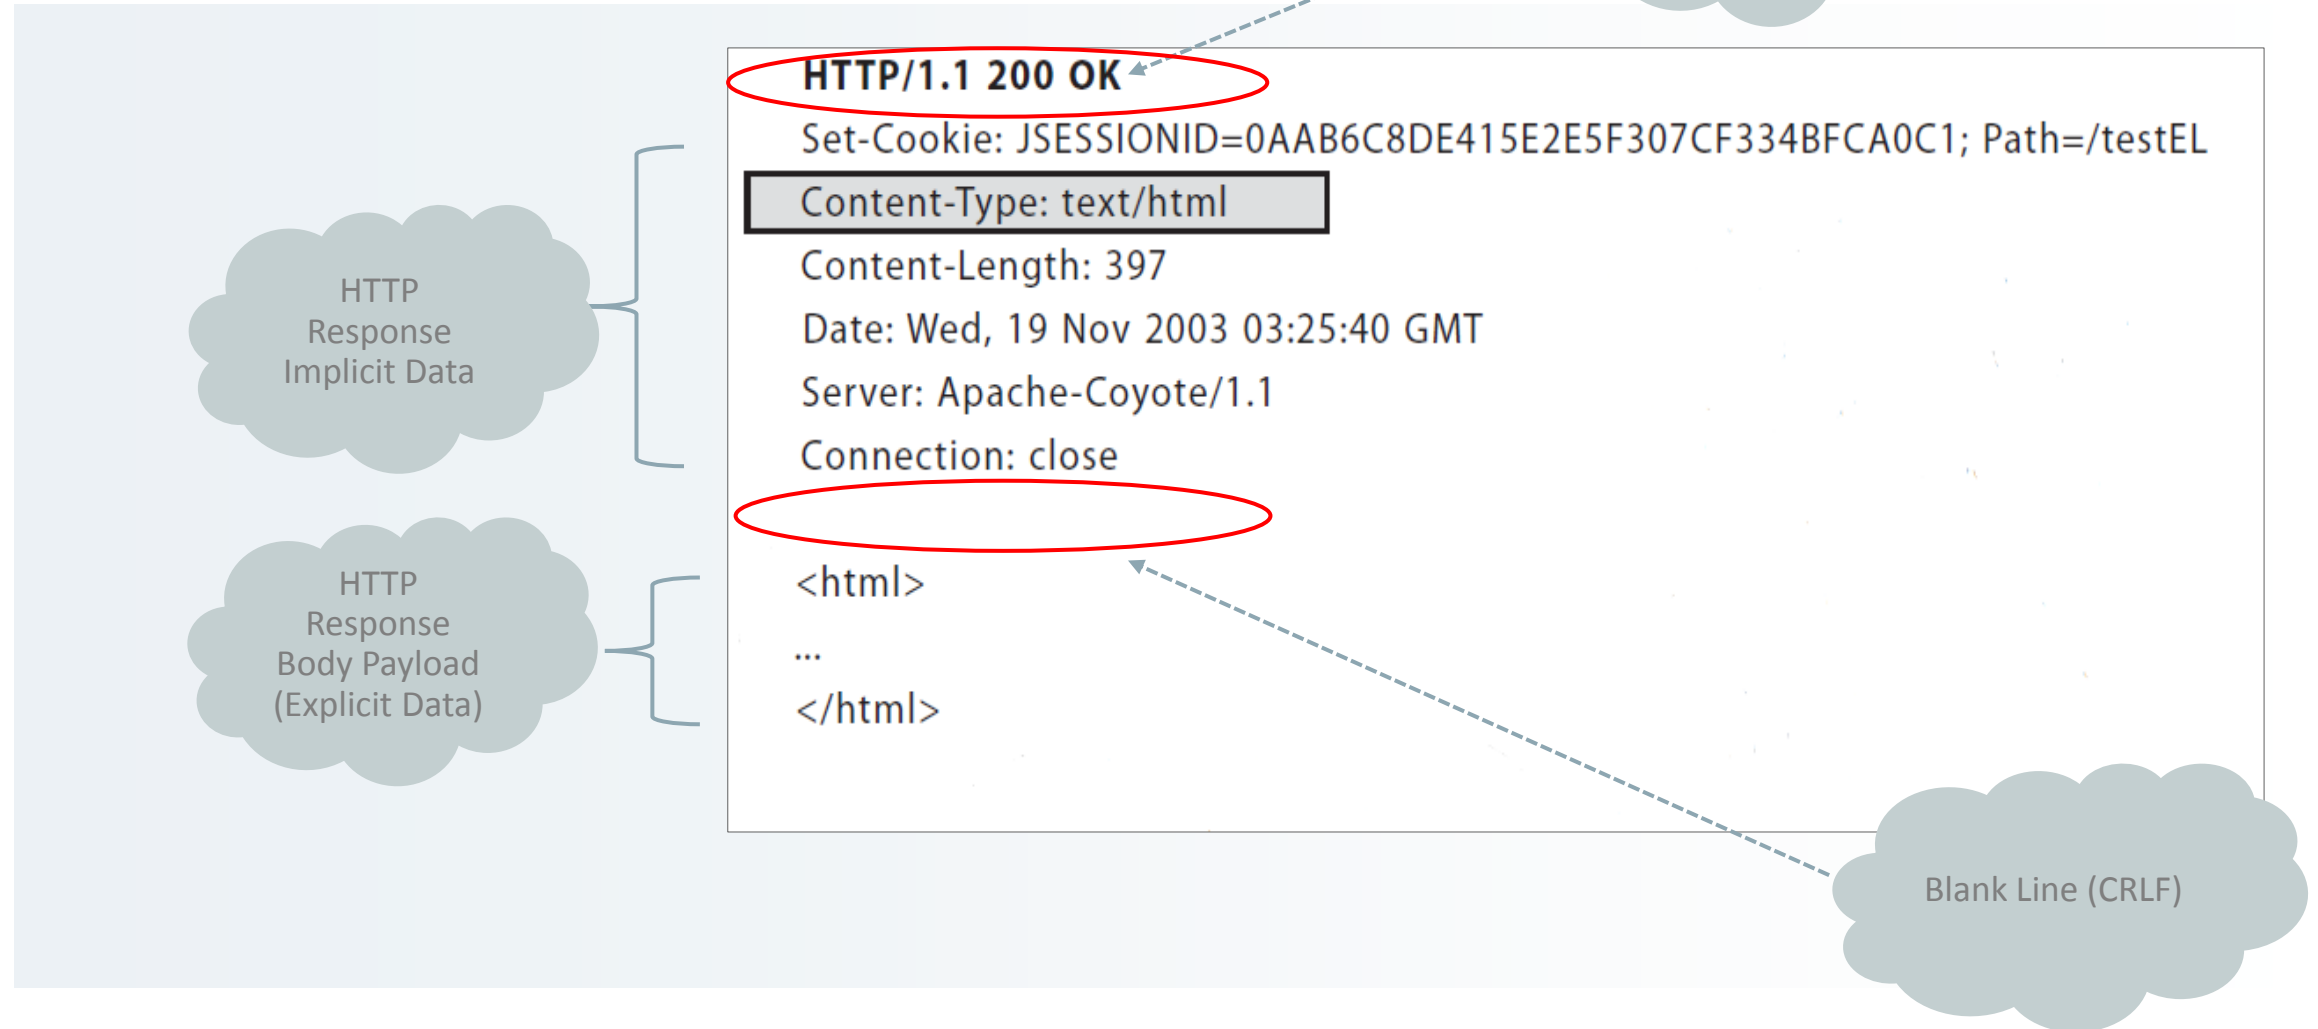 HTTP/1.1 200 OK
Set-Cookie: JSESSIONID=0AAB6C8DE415E2E5F307CF334BFCA0C1; Path=/testEL
Content-Type: text/html
Content-Length: 397
Date: Wed, 19 Nov 2003 03:25:40 GMT
Server: Apache-Coyote/1.1
Connection: close
HTTP
Response
Implicit Data
<html>
...
</html>
HTTP
Response
Body Payload
(Explicit Data)
Blank Line (CRLF)